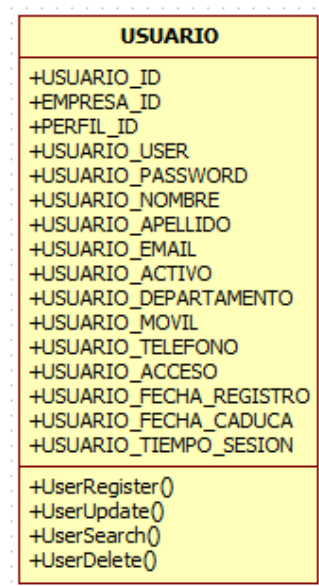 USUARIO
+USUARIO_ID
+EMPRESA_ID
+PERFIL_ID
+USUARIO_USER
+USUARIO_PASSWORD
+USUARIO_NOMBRE
+USUARIO_APELLIDO
+USUARIO_EMAIL
+USUARIO_ACTIVO
+USUARIO_DEPARTAMENTO
+USUARIO_MOVIL
+USUARIO_TELEFONO
+USUARIO_ACCESO
+USUARIO_FECHA_REGISTRO
+USUARIO_FECHA_CADUCA
+USUARIO_TIEMPO_SESION
+UserRegister()
+UserUpdate()
+UserSearch()
+UserDelete()